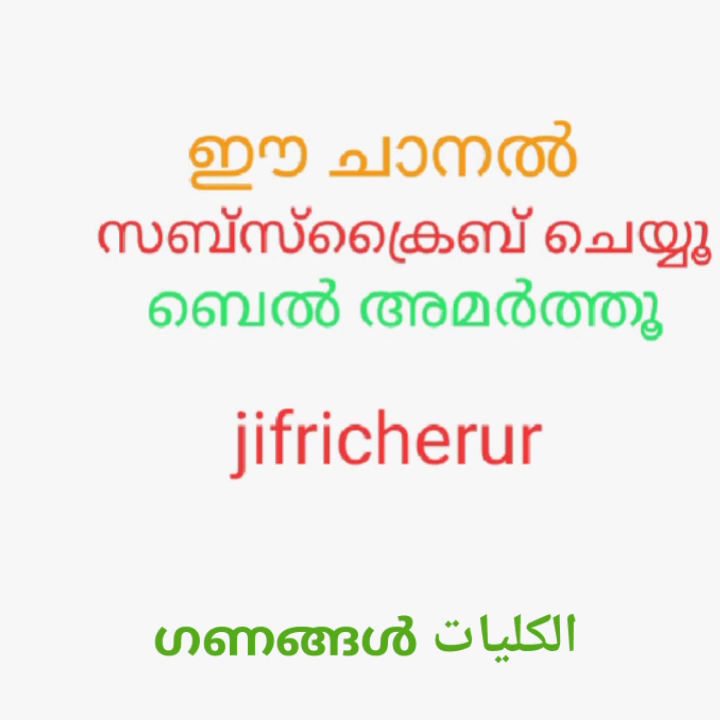 ഈ ചാനൽ
സബ്സ്ക്രൈബ് ചെയ്യൂ
ബെൽ അമർത്തൂ
jifricherur
ഗണങ്ങൾ الكليات